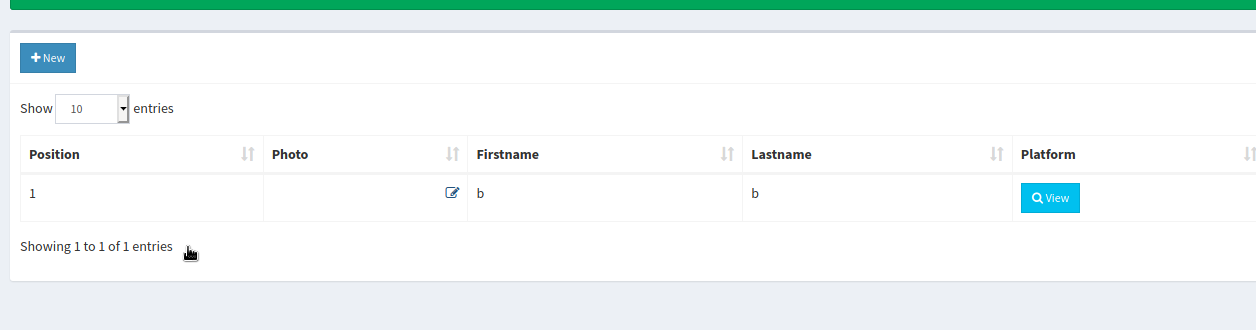 New
Show 10 entries
Position Photo Firstname Lastname Platform
1 b b View
Showing 1 to 1 of 1 entries